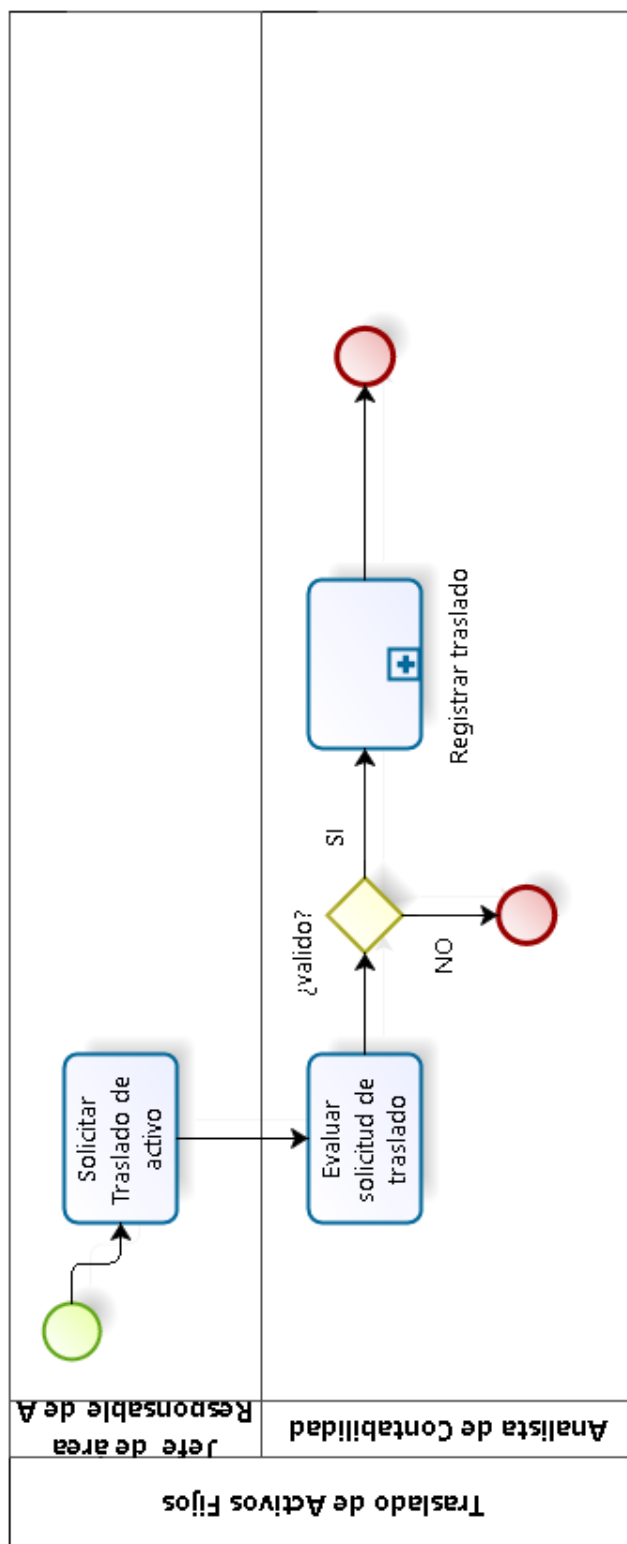 Traslado de Activos Fijos
Jefe de área
Responsable de A
Analista de Contabilidad
Solicitar
Traslado de
activo
Evaluar
solicitud de
traslado
¿valido?
SI
NO
Registrar traslado